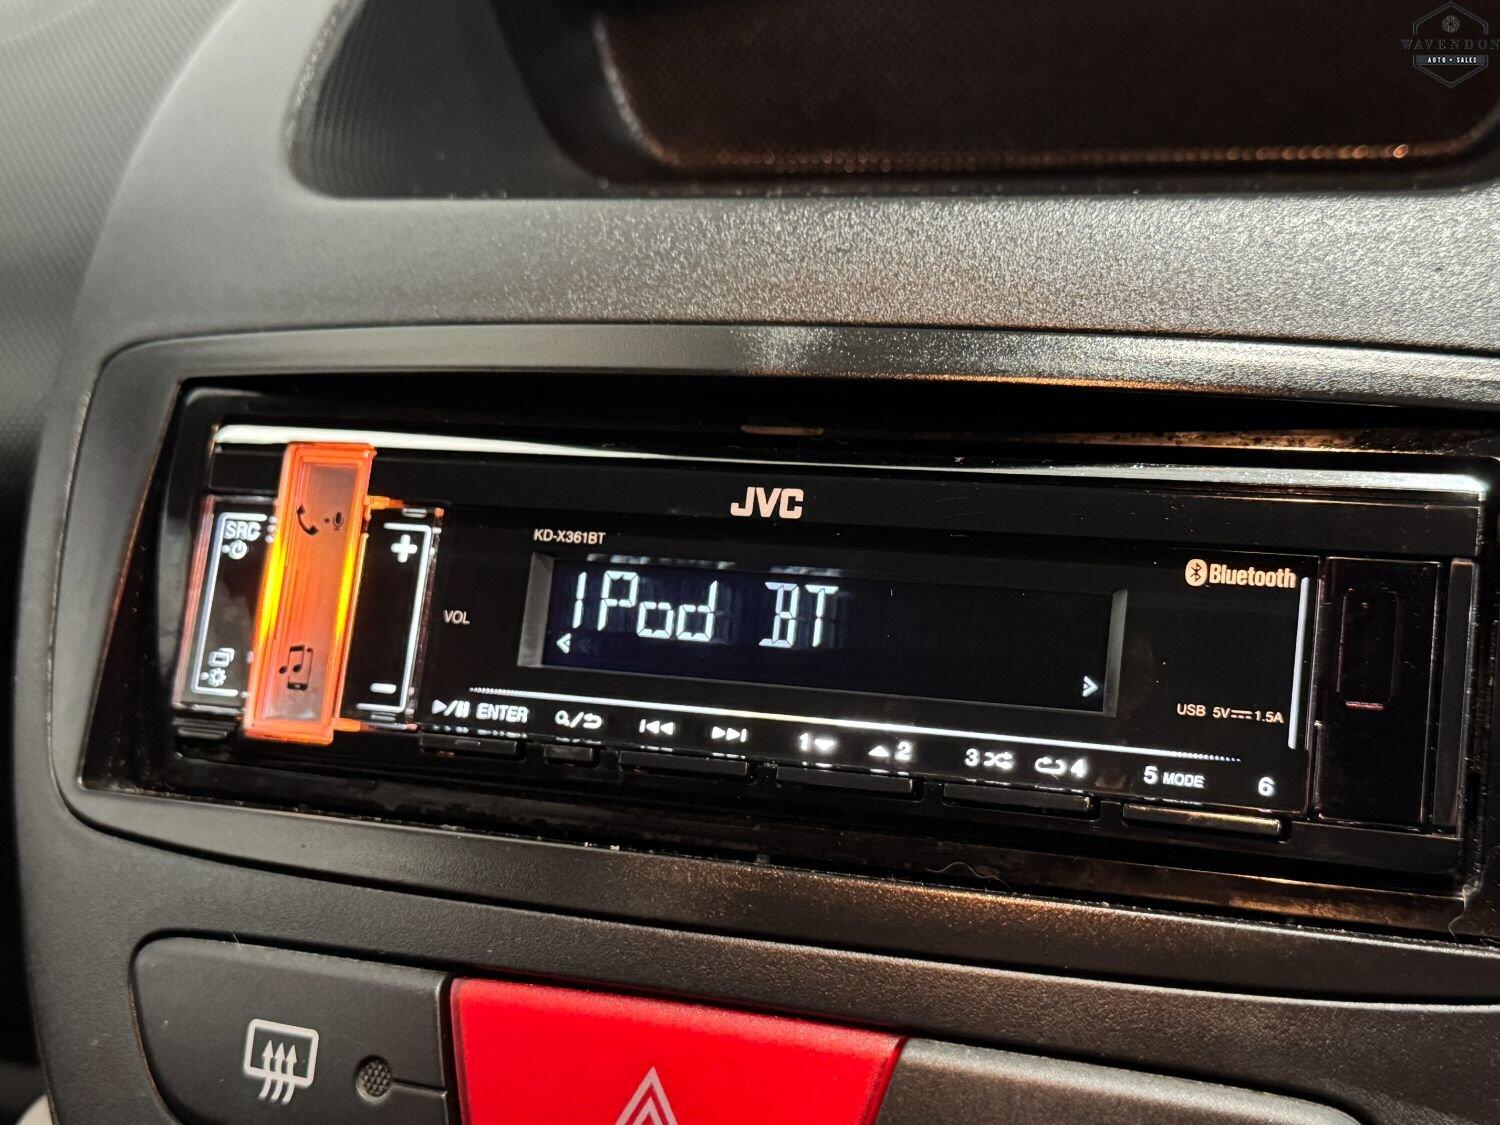 WAVENDON
AUTO • SALES
JVC
KD-X361BT
SRC
+
VOL
IPod BT
Bluetooth
USB 5V 1.5A
−
ENTER
1
2
3
4
5 MODE
6